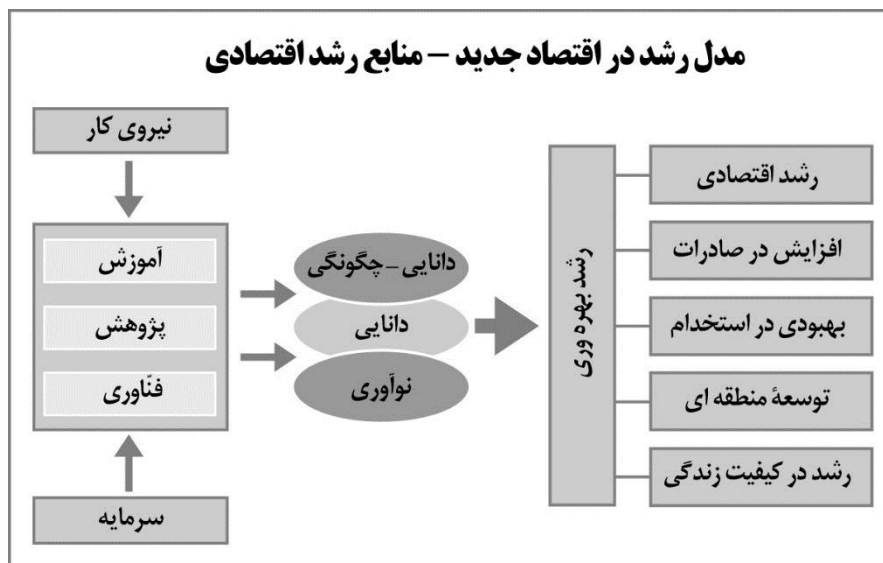 مدل رشد در اقتصاد جدید – منابع رشد اقتصادی
نیروی کار
آموزش
پژوهش
فنّاوری
سرمایه
دانایی – چگونگی
دانایی
نوآوری
رشد بهره وری
رشد اقتصادی
افزایش در صادرات
بهبودی در استخدام
توسعهٔ منطقه ای
رشد در کیفیت زندگی